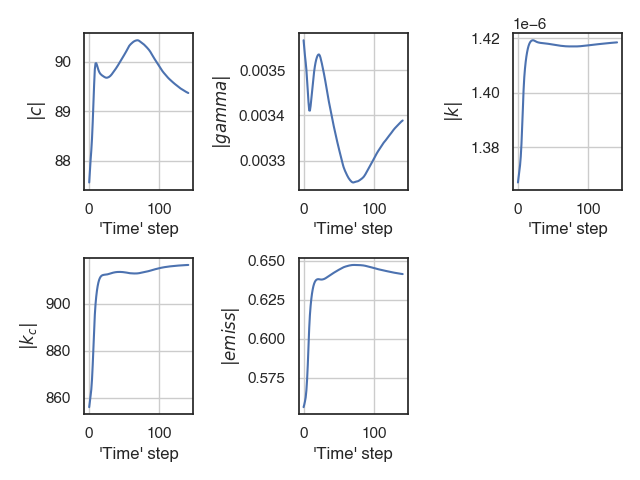 1e−6
90
89
88
|c|
0 100
'Time' step
0.0035
0.0034
0.0033
|gamma|
0 100
'Time' step
1.42
1.40
1.38
|k|
0 100
'Time' step
900
880
860
|k_c|
0 100
'Time' step
0.650
0.625
0.600
0.575
|emiss|
0 100
'Time' step